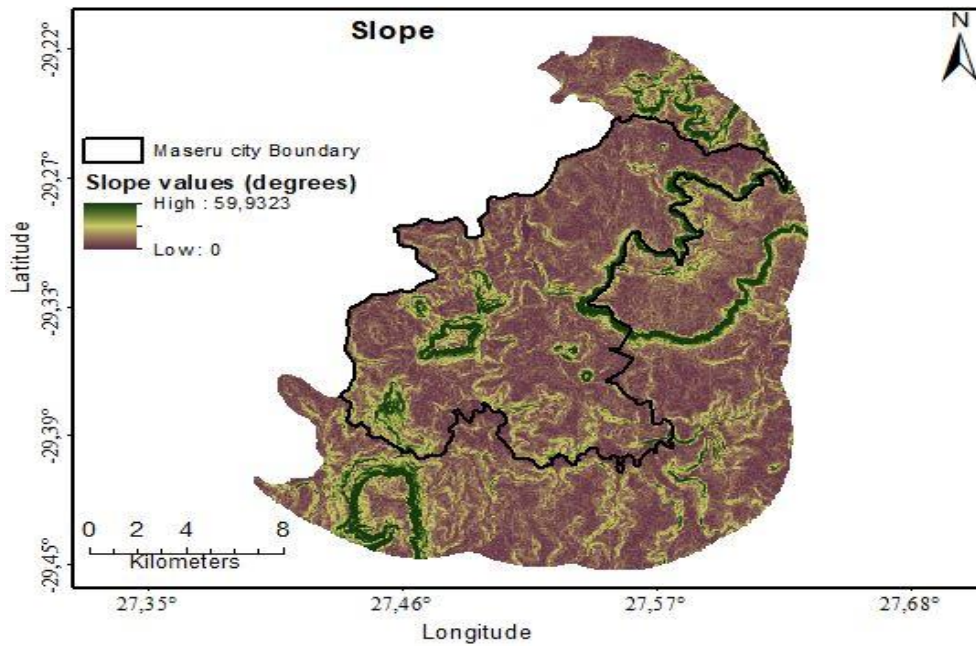 Slope
N
Maseru city Boundary
Slope values (degrees)
High : 59,9323
Low : 0
Latitude
-29,22°
-29,27°
-29,33°
-29,39°
-29,45°
0 2 4 8
Kilometers
27,35° 27,46° 27,57° 27,68°
Longitude